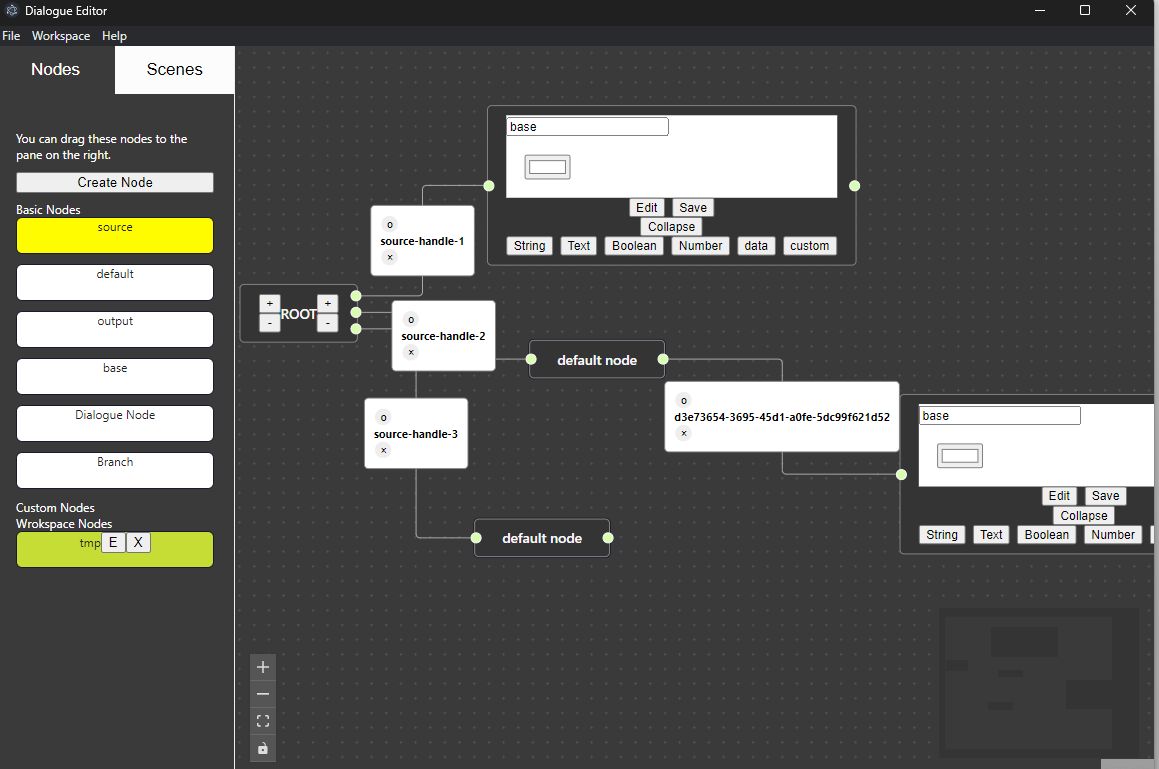 Dialogue Editor
File Workspace Help
Nodes Scenes
You can drag these nodes to the
pane on the right.
Create Node
Basic Nodes
source
default
output
base
Dialogue Node
Branch
Custom Nodes
Wrokspace Nodes
tmp E X
base
Edit Save
Collapse
String Text Boolean Number data custom
o
source-handle-1
x
+ ROOT +
- -
o
source-handle-2
x
default node
o
source-handle-3
x
o
d3e73654-3695-45d1-a0fe-5dc99f621d52
x
base
Edit Save
Collapse
String Text Boolean Number
default node